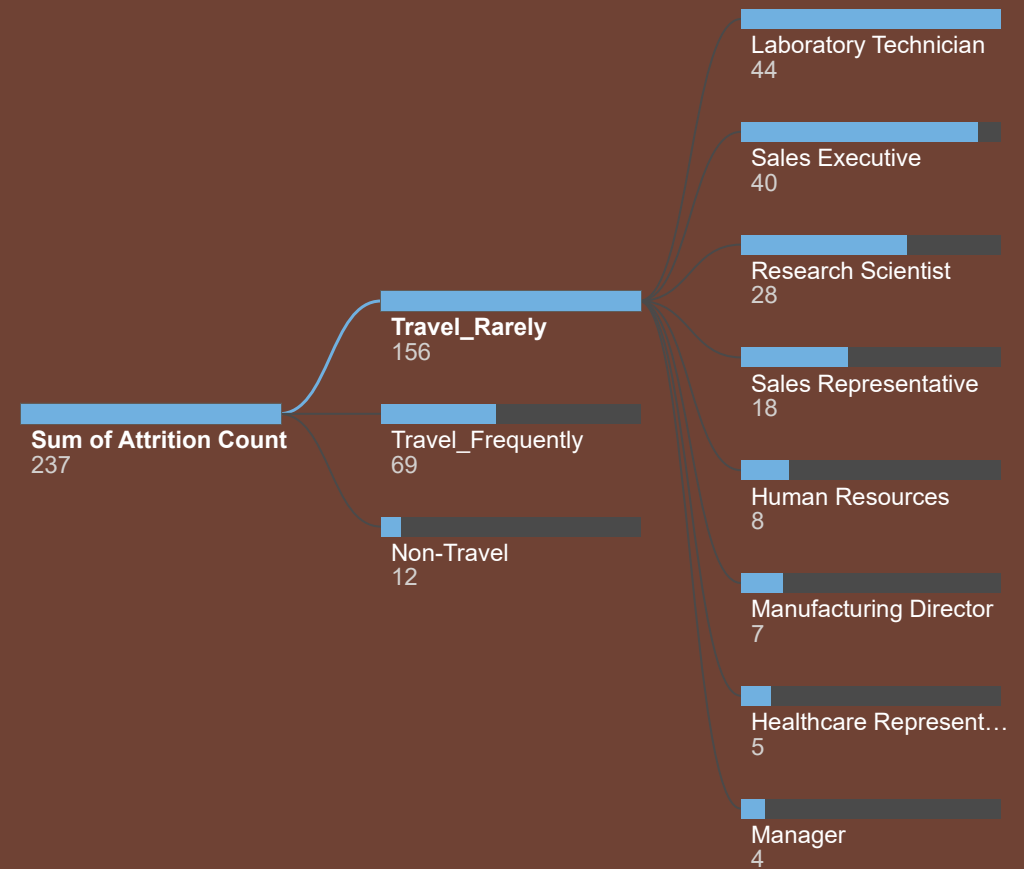 Sum of Attrition Count
237
Travel_Rarely
156
Travel_Frequently
69
Non-Travel
12
Laboratory Technician
44
Sales Executive
40
Research Scientist
28
Sales Representative
18
Human Resources
8
Manufacturing Director
7
Healthcare Represent…
5
Manager
4